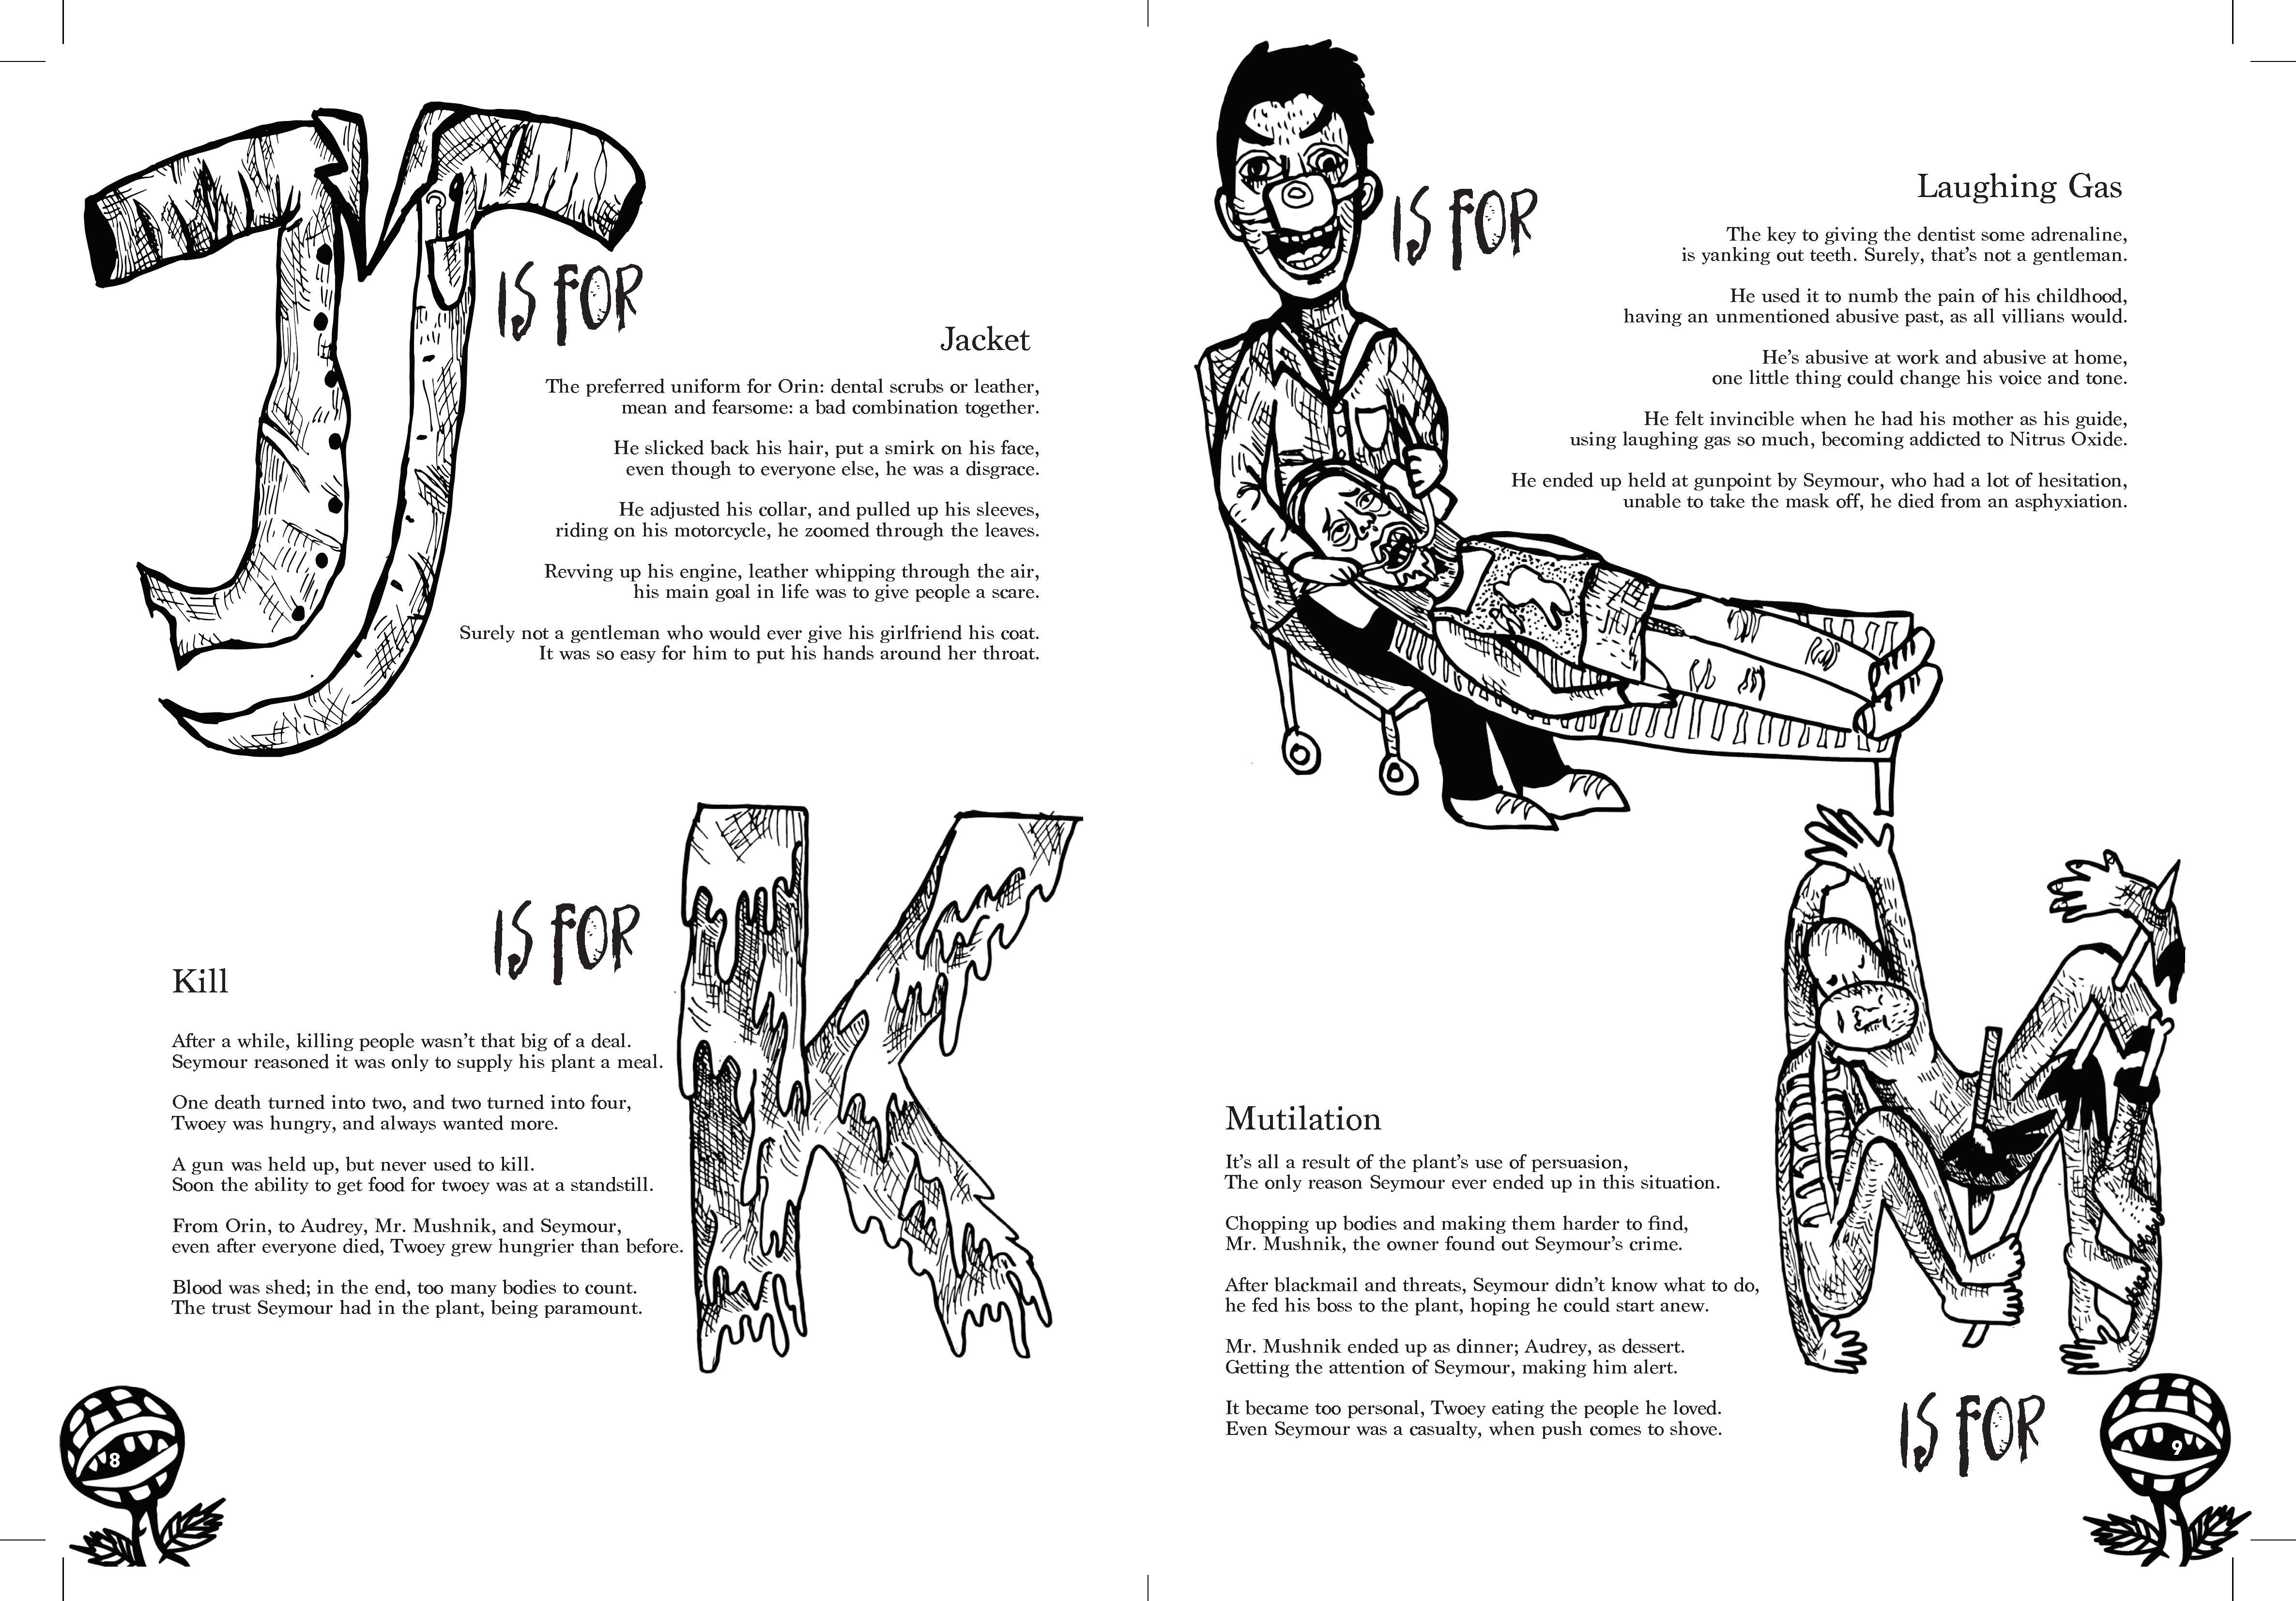 IS FOR
Jacket
The preferred uniform for Orin: dental scrubs or leather,
mean and fearsome: a bad combination together.
He slicked back his hair, put a smirk on his face,
even though to everyone else, he was a disgrace.
He adjusted his collar, and pulled up his sleeves,
riding on his motorcycle, he zoomed through the leaves.
Revving up his engine, leather whipping through the air,
his main goal in life was to give people a scare.
Surely not a gentleman who would ever give his girlfriend his coat.
It was so easy for him to put his hands around her throat.
K
IS FOR
Kill
After a while, killing people wasn't that big of a deal.
Seymour reasoned it was only to supply his plant a meal.
One death turned into two, and two turned into four,
Twoey was hungry, and always wanted more.
A gun was held up, but never used to kill.
Soon the ability to get food for twoey was at a standstill.
From Orin, to Audrey, Mr. Mushnik, and Seymour,
even after everyone died, Twoey grew hungrier than before.
Blood was shed; in the end, too many bodies to count.
The trust Seymour had in the plant, being paramount.
8
IS FOR
Laughing Gas
The key to giving the dentist some adrenaline,
is yanking out teeth. Surely, that's not a gentleman.
He used it to numb the pain of his childhood,
having an unmentioned abusive past, as all villians would.
He's abusive at work and abusive at home,
one little thing could change his voice and tone.
He felt invincible when he had his mother as his guide,
using laughing gas so much, becoming addicted to Nitrus Oxide.
He ended up held at gunpoint by Seymour, who had a lot of hesitation,
unable to take the mask off, he died from an asphyxiation.
M
IS FOR
Mutilation
It's all a result of the plant's use of persuasion,
The only reason Seymour ever ended up in this situation.
Chopping up bodies and making them harder to find,
Mr. Mushnik, the owner found out Seymour's crime.
After blackmail and threats, Seymour didn't know what to do,
he fed his boss to the plant, hoping he could start anew.
Mr. Mushnik ended up as dinner; Audrey, as dessert.
Getting the attention of Seymour, making him alert.
It became too personal, Twoey eating the people he loved.
Even Seymour was a casualty, when push comes to shove.
9